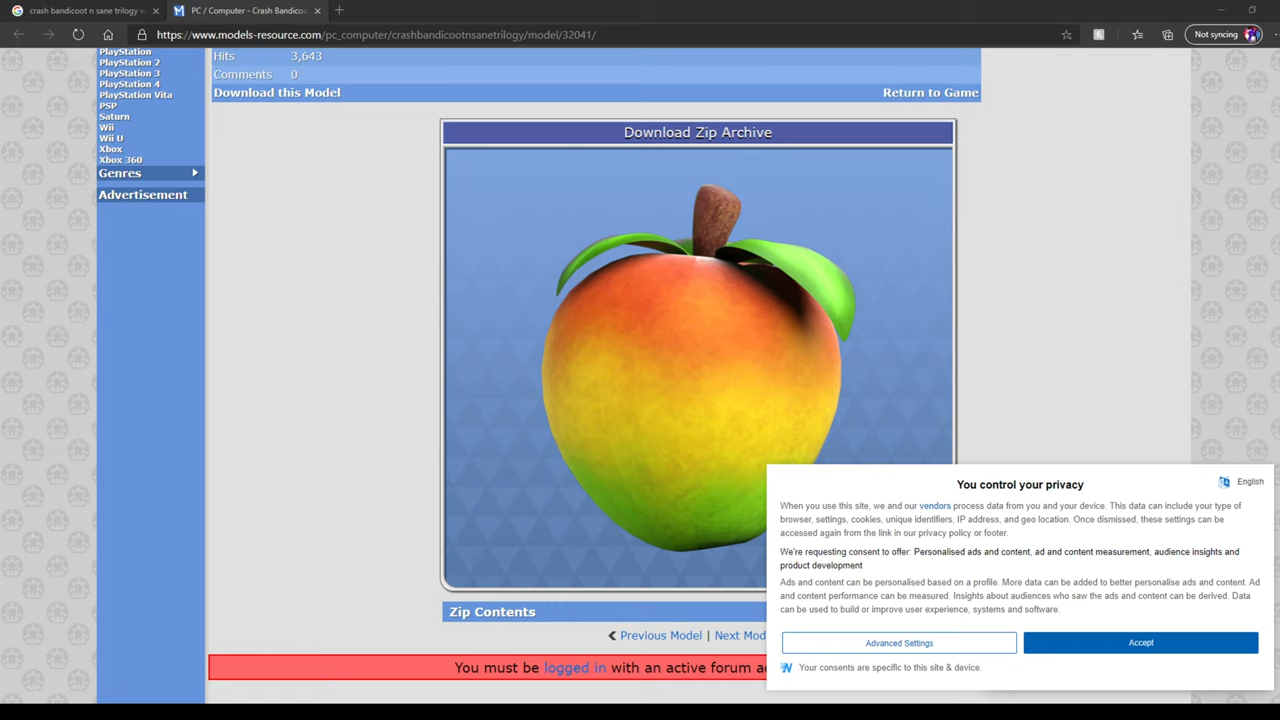 crash bandicoot n sane trilogy w
PC / Computer - Crash Bandicoo
https://www.models-resource.com/pc_computer/crashbandicootnsanetrilogy/model/32041/
Not syncing
PlayStation
PlayStation 2
PlayStation 3
PlayStation 4
PlayStation Vita
PSP
Saturn
Wii
Wii U
Xbox
Xbox 360
Genres
Advertisement
Hits 3,643
Comments 0
Download this Model Return to Game
Download Zip Archive
Zip Contents
Previous Model | Next Mod
You must be logged in with an active forum ac
You control your privacy
English
When you use this site, we and our vendors process data from you and your device. This data can include your type of
browser, settings, cookies, unique identifiers, IP address, and geo location. Once dismissed, these settings can be
accessed again from the link in our privacy policy or footer.
We're requesting consent to offer: Personalised ads and content, ad and content measurement, audience insights and
product development
Ads and content can be personalised based on a profile. More data can be added to better personalise ads and content. Ad
and content performance can be measured. Insights about audiences who saw the ads and content can be derived. Data
can be used to build or improve user experience, systems and software.
Advanced Settings
Accept
Your consents are specific to this site & device.